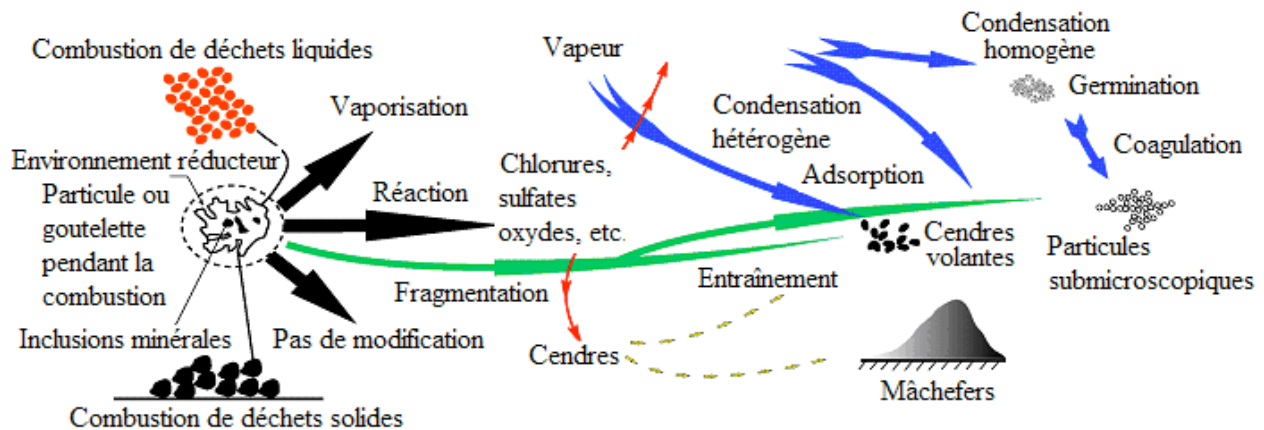 Combustion de déchets liquides
Vaporisation
Environnement réducteur
Particule ou
goutelette
pendant la
combustion
Réaction
Fragmentation
Inclusions minérales
Pas de modification
Combustion de déchets solides
Vapeur
Chlorures,
sulfates
oxydes, etc.
Cendres
Condensation
hétérogène
Adsorption
Entraînement
Condensation
homogène
Germination
Coagulation
Cendres
volantes
Particules
submicroscopiques
Mâchefers